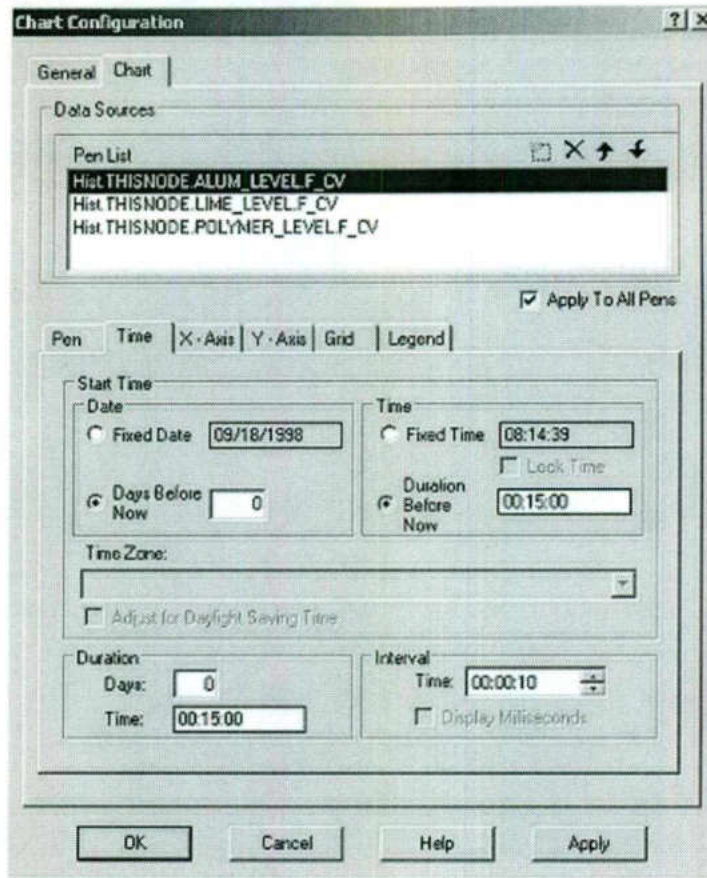 Chart Configuration
General Chart
Data Sources
Pen List
Hist.THISNODE.ALUM_LEVEL.F_CV
Hist.THISNODE.LIME_LEVEL.F_CV
Hist.THISNODE.POLYMER_LEVEL.F_CV
Apply To All Pens
Pen Time X - Axis Y - Axis Grid Legend
Start Time
Date
Fixed Date 09/18/1998
Days Before
Now
0
Time
Fixed Time 08:14:39
Lock Time
Duration
Before
Now
00:15:00
Time Zone:
Adjust for Daylight Saving Time
Duration
Days: 0
Time: 00:15:00
Interval
Time: 00:00:10
Display Milliseconds
OK Cancel Help Apply